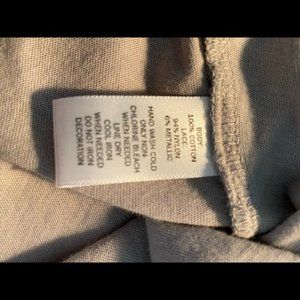 BODY:
100% COTTON
LACE:
94% NYLON
6% METALLIC
HAND WASH COLD
ONLY NON-
CHLORINE BLEACH
WHEN NEEDED
LINE DRY
COOL IRON
WHEN NEEDED
DO NOT IRON
DECORATION